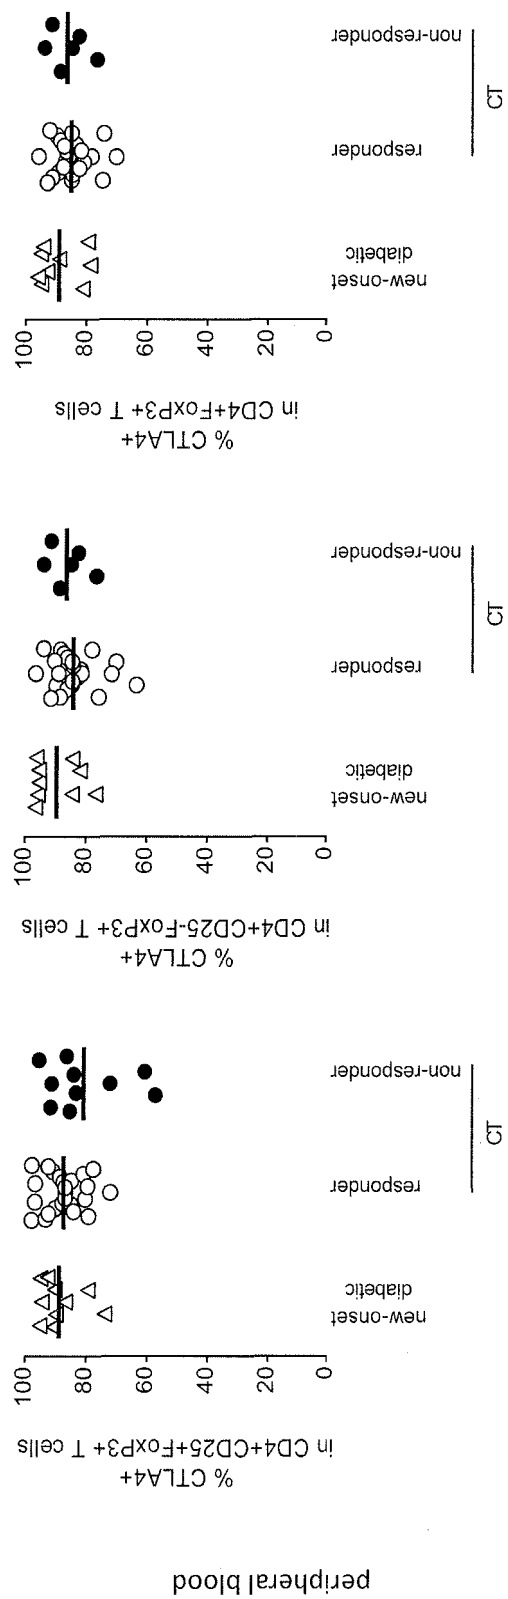 peripheral blood
% CTLA4+
in CD4+CD25+FoxP3+ T cells
100
80
60
40
20
0
new-onset
diabetic
responder
non-responder
CT
% CTLA4+
in CD4+CD25-FoxP3+ T cells
100
80
60
40
20
0
new-onset
diabetic
responder
non-responder
CT
% CTLA4+
in CD4+FoxP3+ T cells
100
80
60
40
20
0
new-onset
diabetic
responder
non-responder
CT